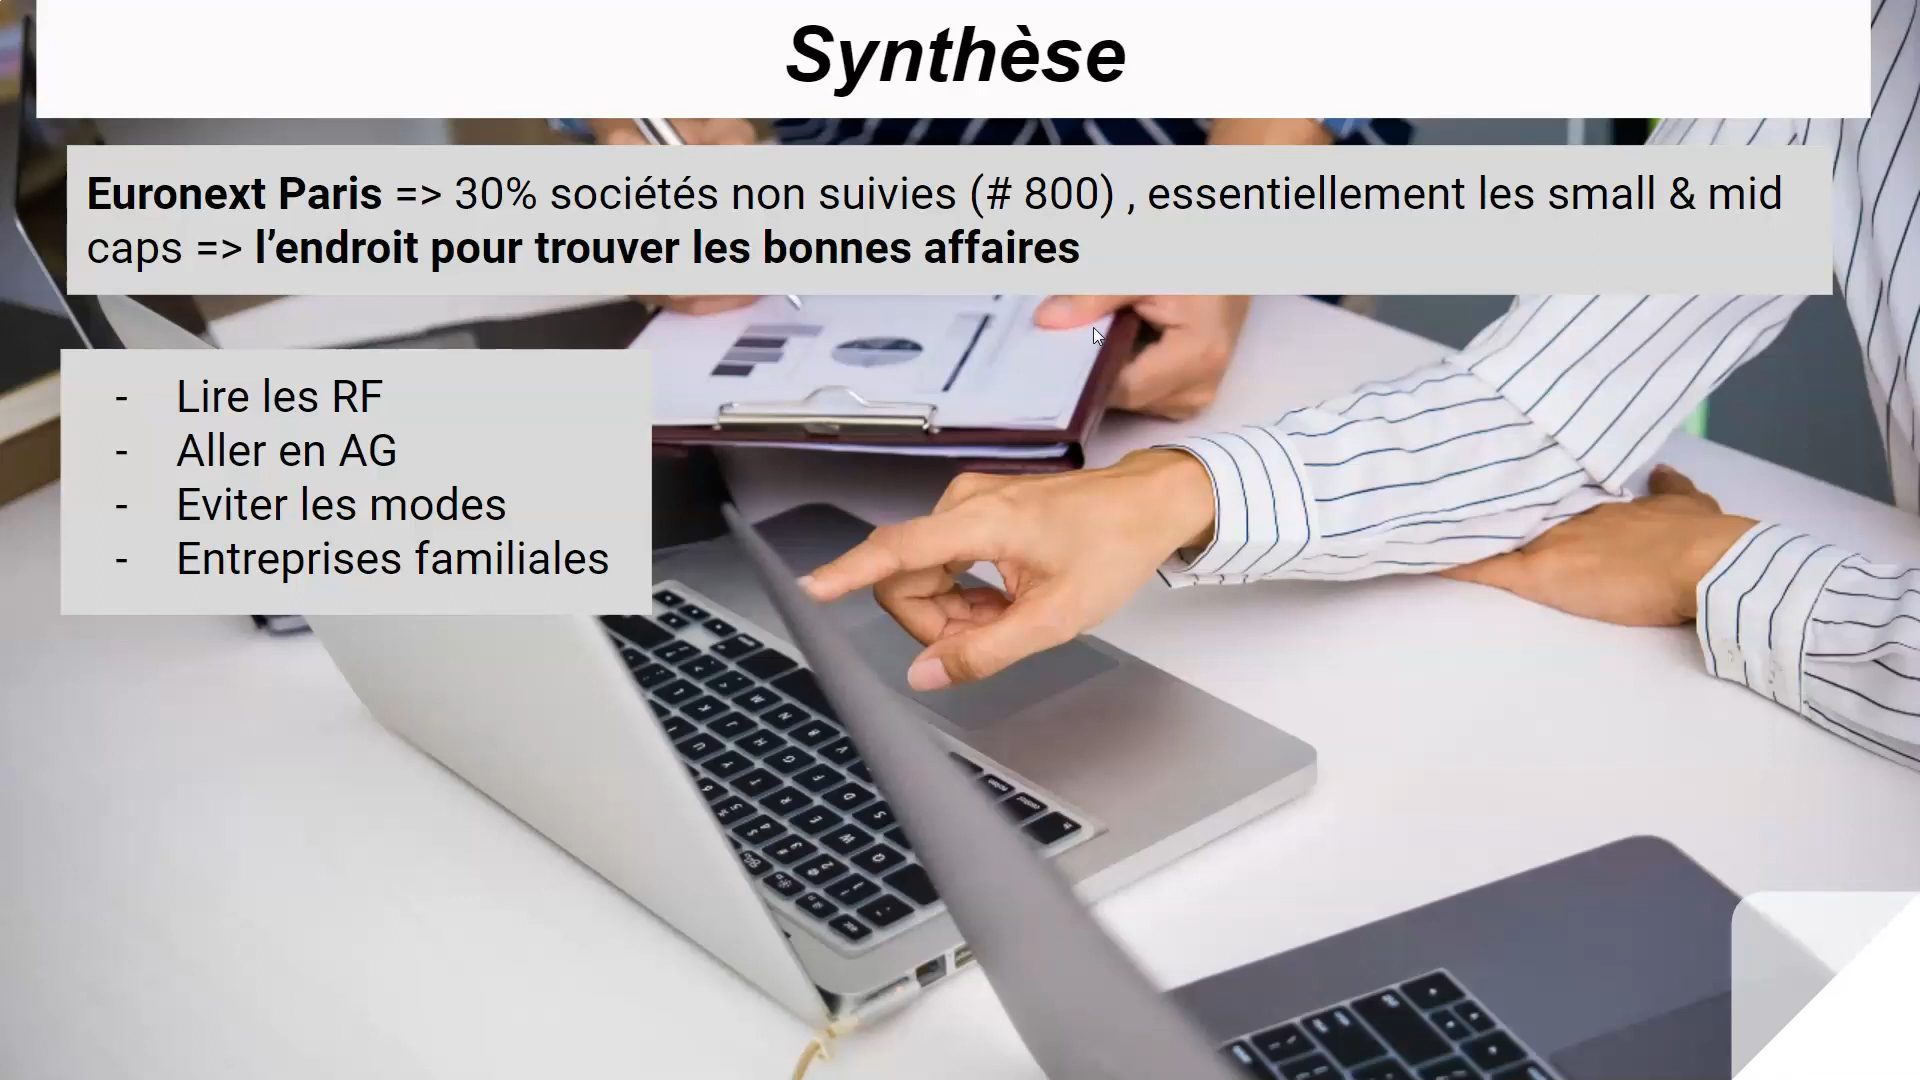 Synthèse
Euronext Paris => 30% sociétés non suivies (# 800) , essentiellement les small & mid
caps => l’endroit pour trouver les bonnes affaires
- Lire les RF
- Aller en AG
- Eviter les modes
- Entreprises familiales